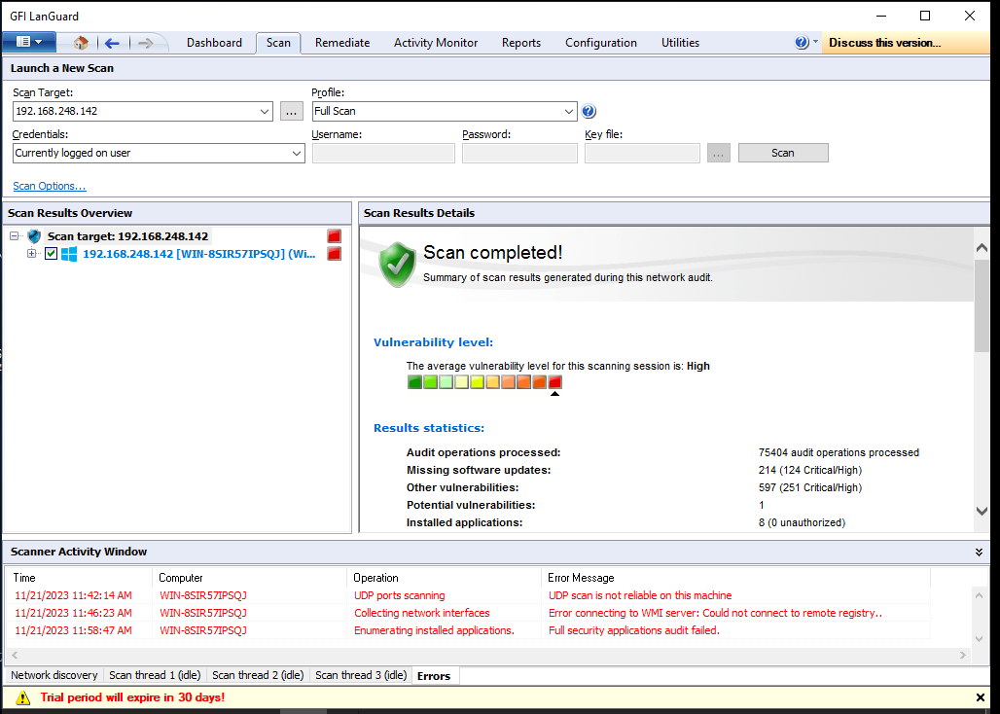 GFI LanGuard
Dashboard Scan Remediate Activity Monitor Reports Configuration Utilities Discuss this version...
Launch a New Scan
Scan Target: Profile:
192.168.248.142 ... Full Scan
Credentials: Username: Password: Key file:
Currently logged on user ... Scan
Scan Options...
Scan Results Overview
Scan target: 192.168.248.142
192.168.248.142 [WIN-8SIR57IPSQJ] (Wi...
Scan Results Details
Scan completed!
Summary of scan results generated during this network audit.
Vulnerability level:
The average vulnerability level for this scanning session is: High
Results statistics:
Audit operations processed: 75404 audit operations processed
Missing software updates: 214 (124 Critical/High)
Other vulnerabilities: 597 (251 Critical/High)
Potential vulnerabilities: 1
Installed applications: 8 (0 unauthorized)
Scanner Activity Window
Time Computer Operation Error Message
11/21/2023 11:42:14 AM WIN-8SIR57IPSQJ UDP ports scanning UDP scan is not reliable on this machine
11/21/2023 11:46:23 AM WIN-8SIR57IPSQJ Collecting network interfaces Error connecting to WMI server: Could not connect to remote registry..
11/21/2023 11:58:47 AM WIN-8SIR57IPSQJ Enumerating installed applications. Full security applications audit failed.
Network discovery Scan thread 1 (idle) Scan thread 2 (idle) Scan thread 3 (idle) Errors
Trial period will expire in 30 days!